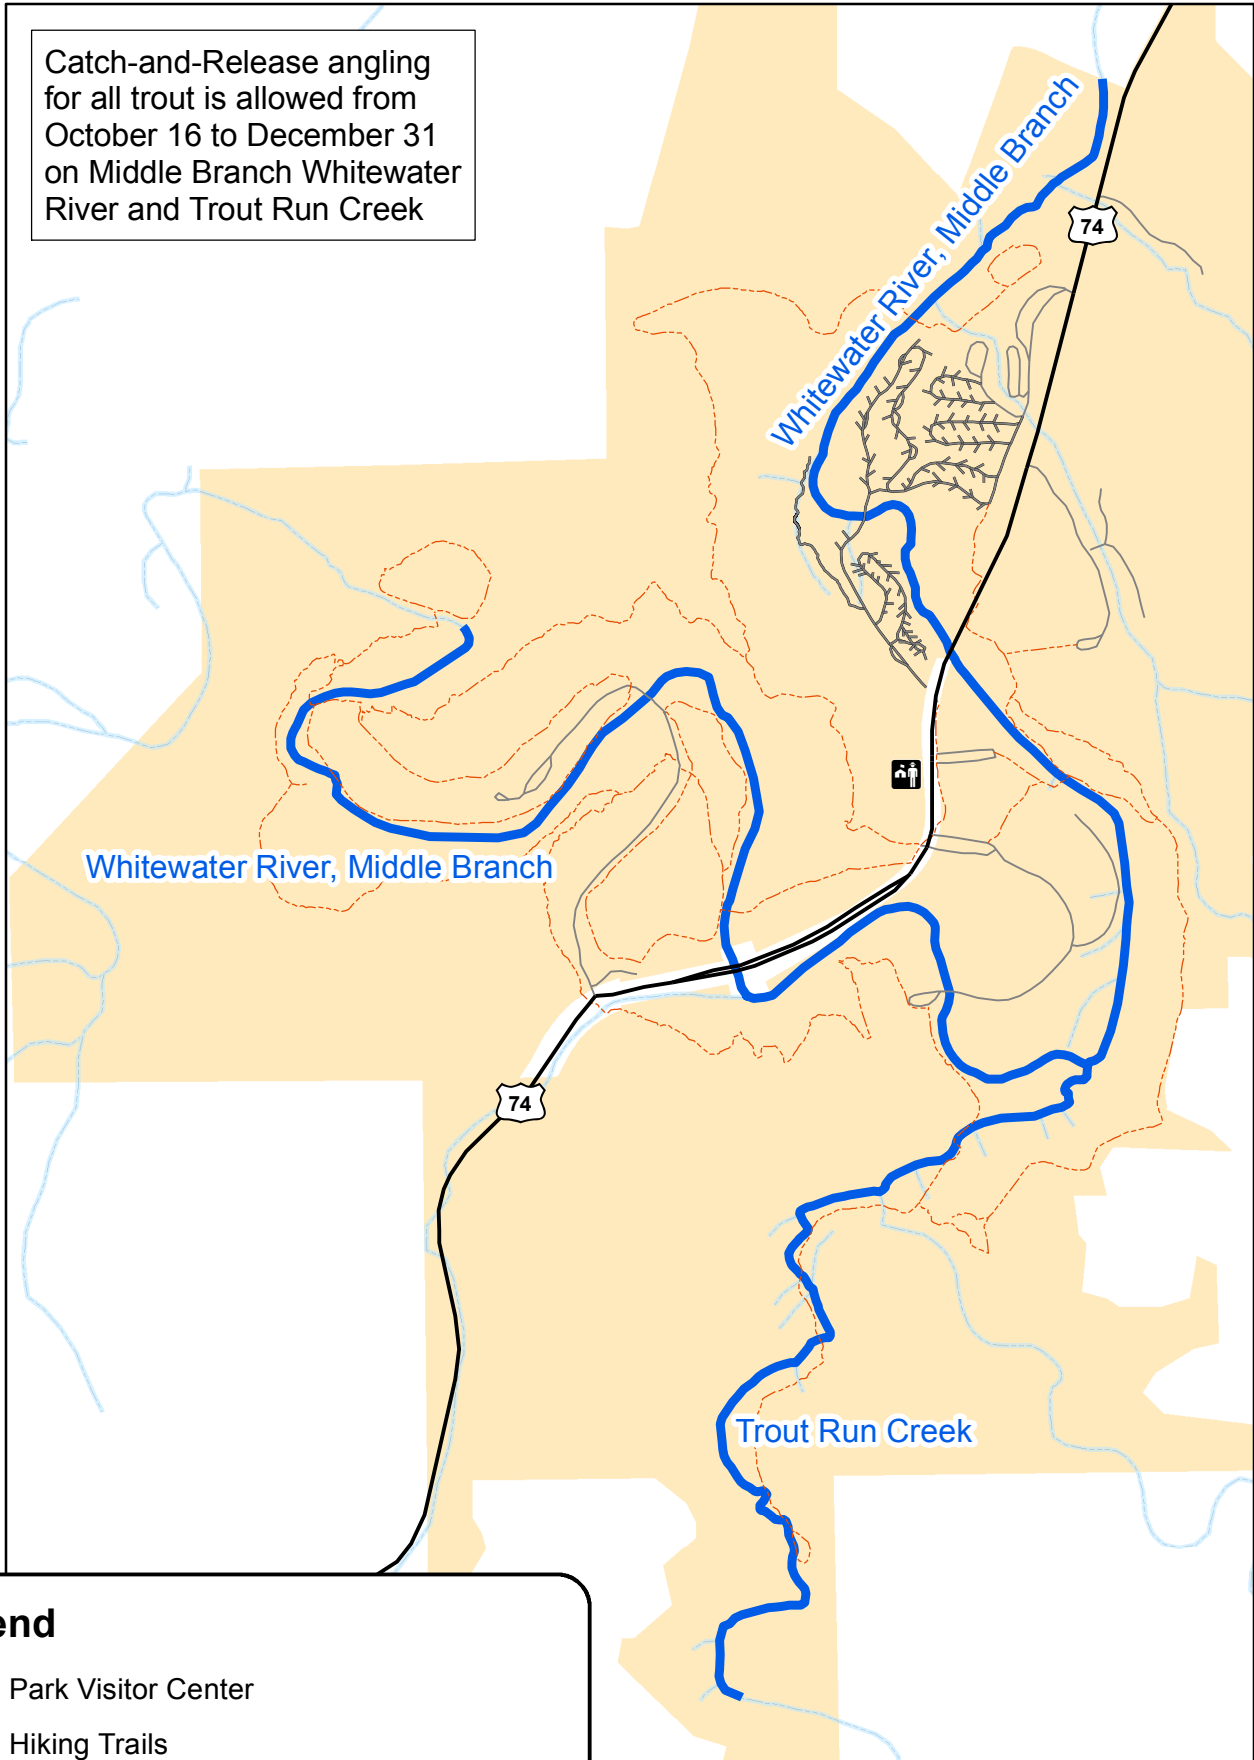 Catch-and-Release angling
for all trout is allowed from
October 16 to December 31
on Middle Branch Whitewater
River and Trout Run Creek
Whitewater River, Middle Branch
74
Whitewater River, Middle Branch
74
Trout Run Creek
end
Park Visitor Center
Hiking Trails